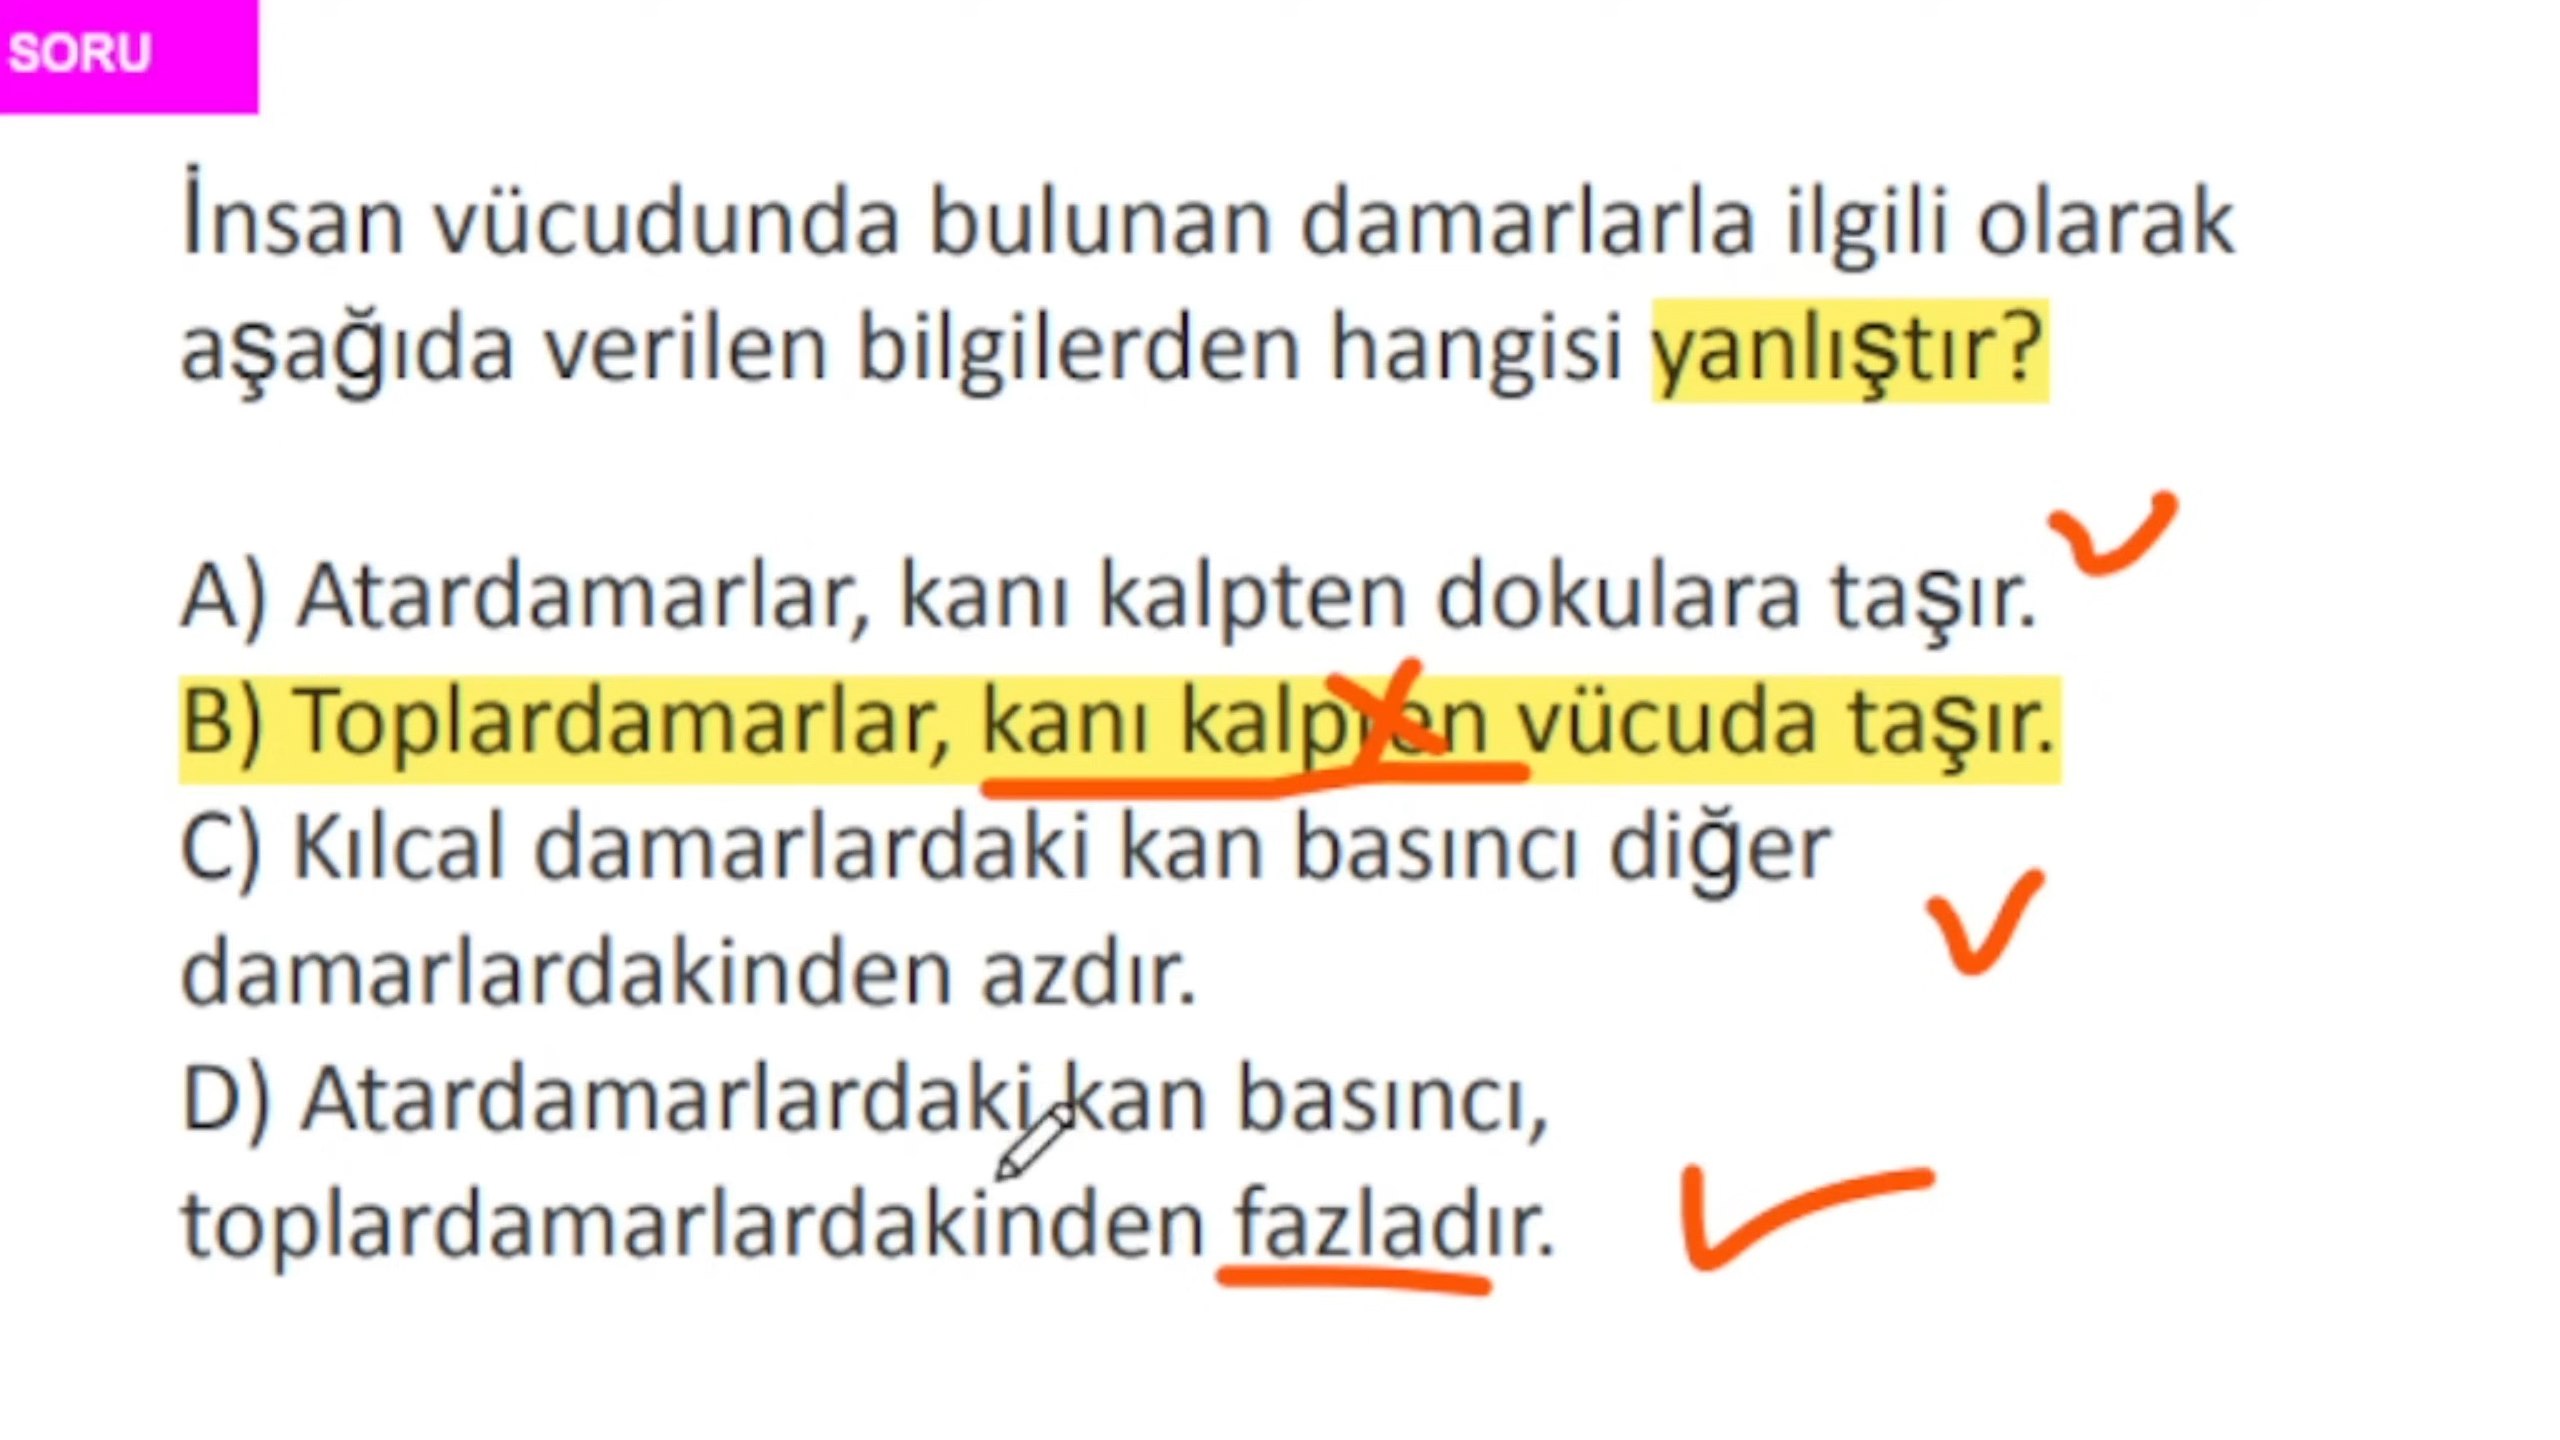 SORU
İnsan vücudunda bulunan damarlarla ilgili olarak
aşağıda verilen bilgilerden hangisi yanlıştır?
A) Atardamarlar, kanı kalpten dokulara taşır.
B) Toplardamarlar, kanı kalpten vücuda taşır.
C) Kılcal damarlardaki kan basıncı diğer
damarlardakinden azdır.
D) Atardamarlardaki kan basıncı,
toplardamarlardakinden fazladır.